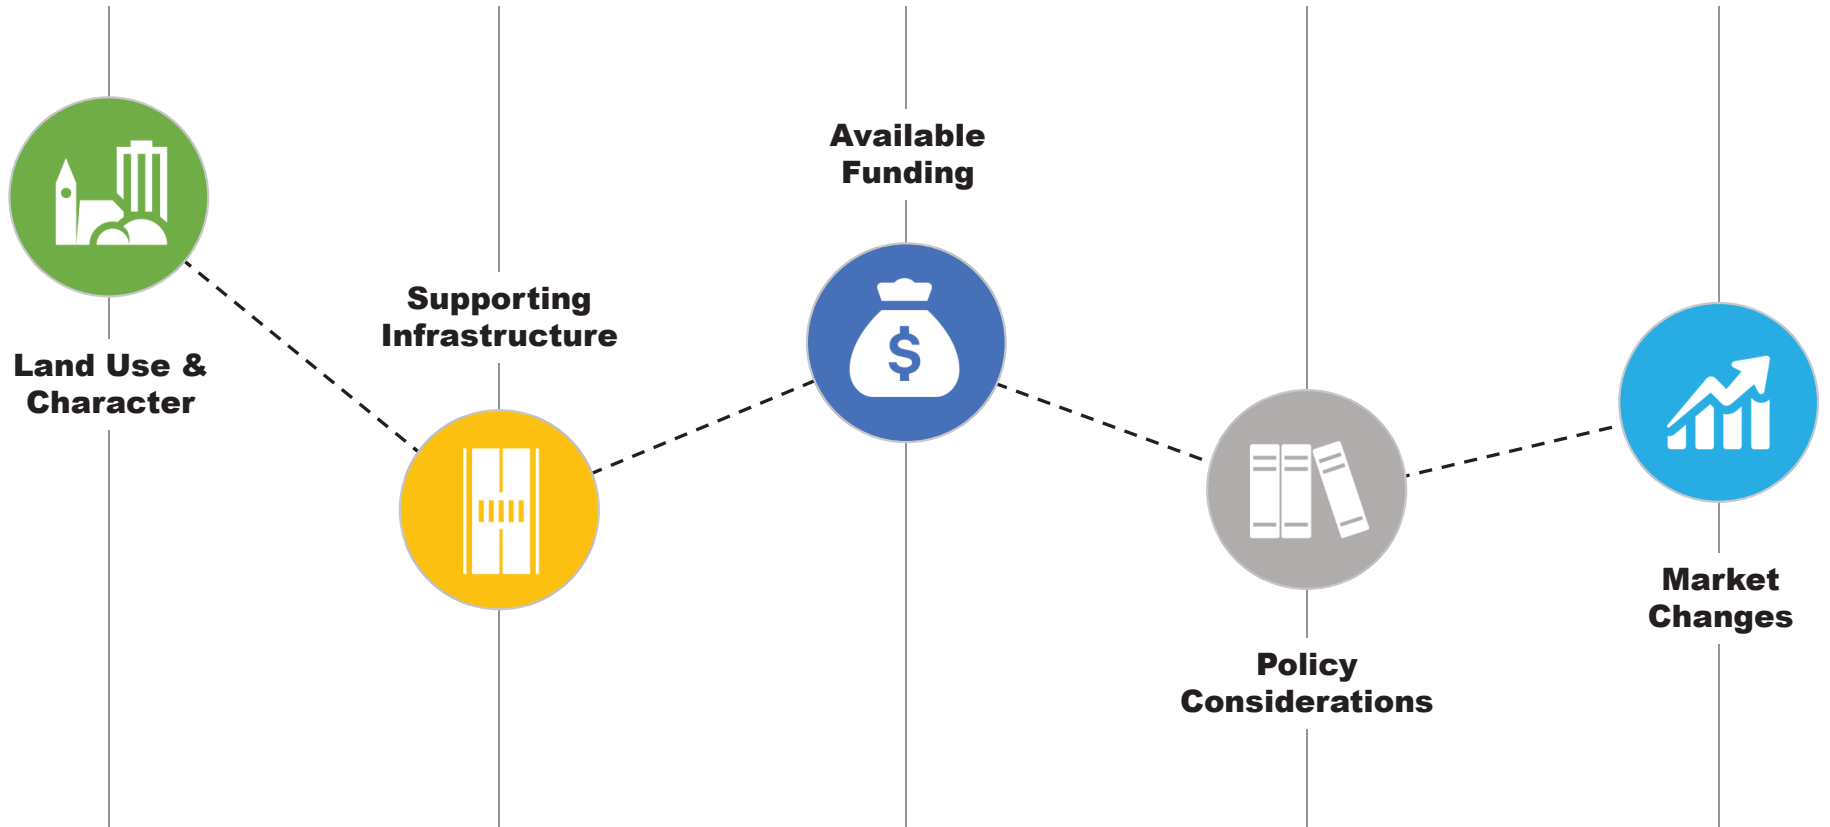 Land Use &
Character
Supporting
Infrastructure
Available
Funding
$
Policy
Considerations
Market
Changes